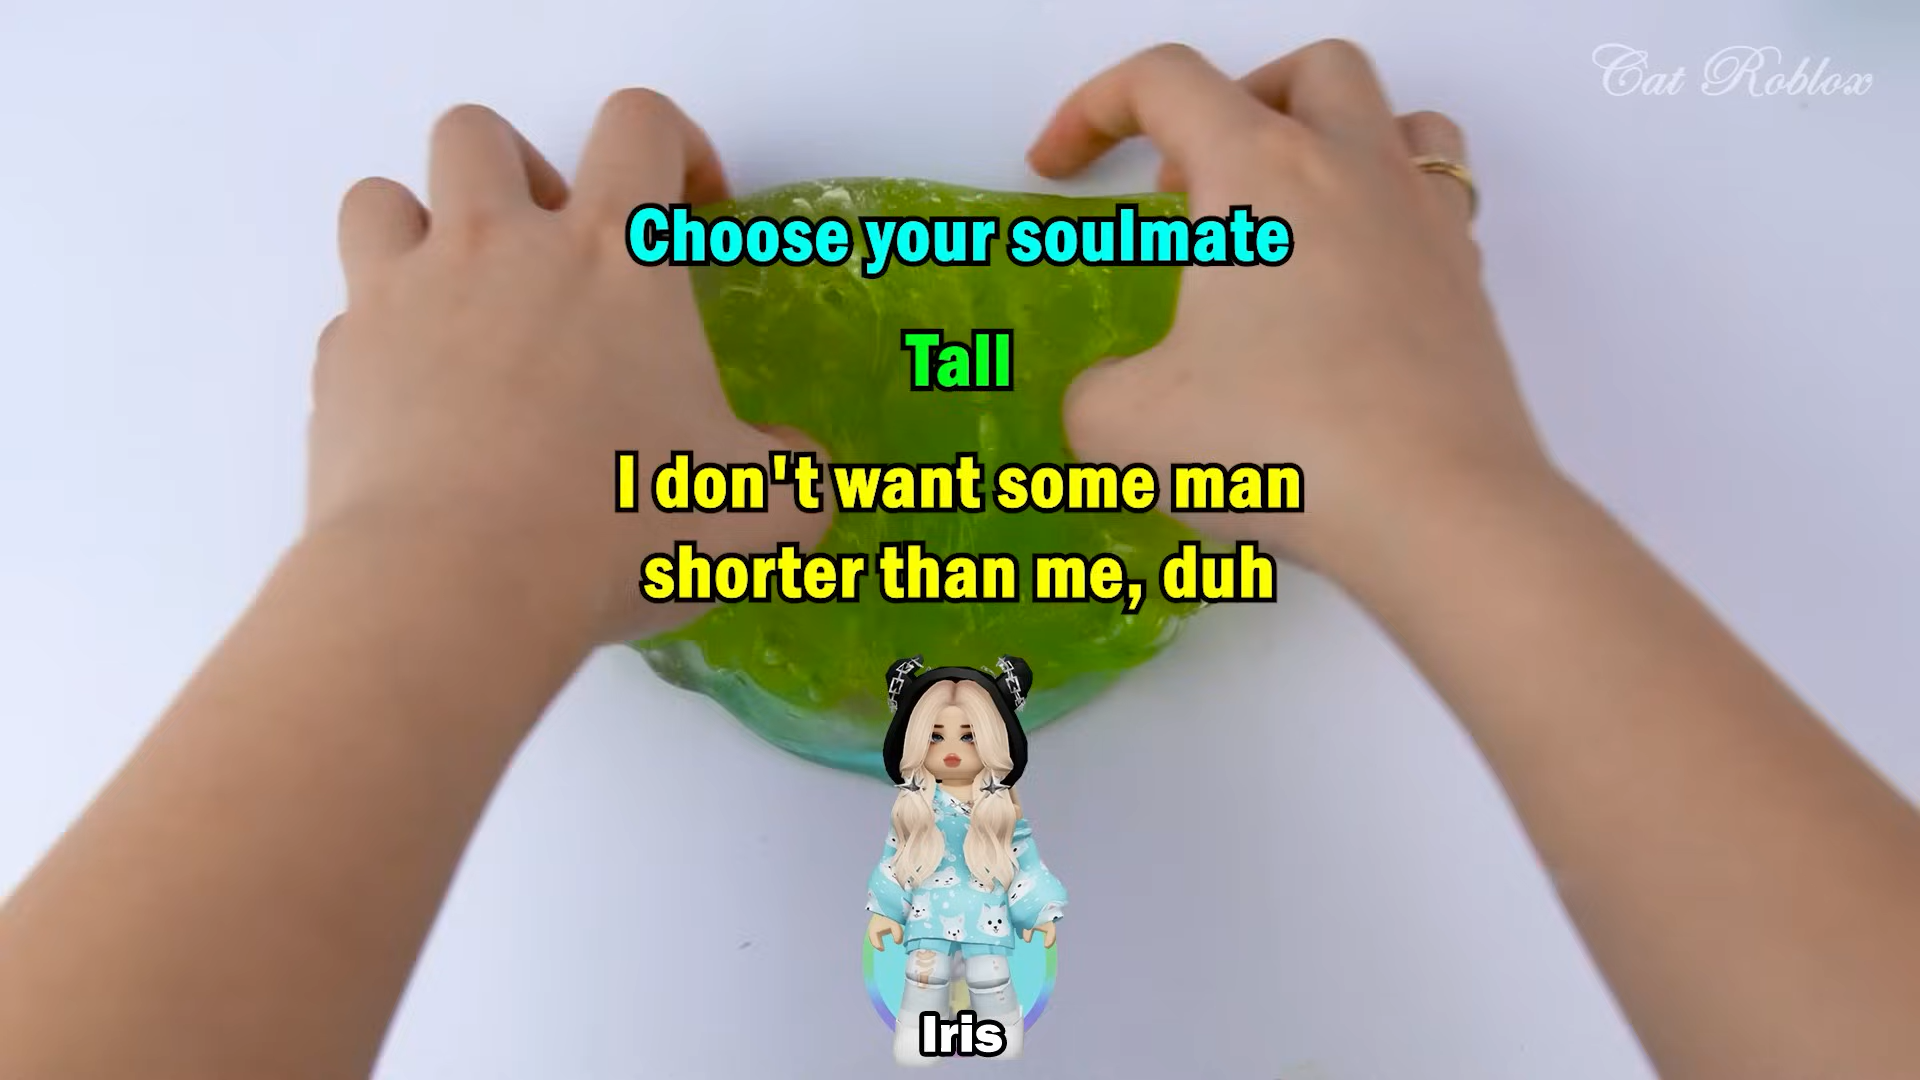 Cat Roblox
Choose your soulmate
Tall
I don't want some man
shorter than me, duh
Iris